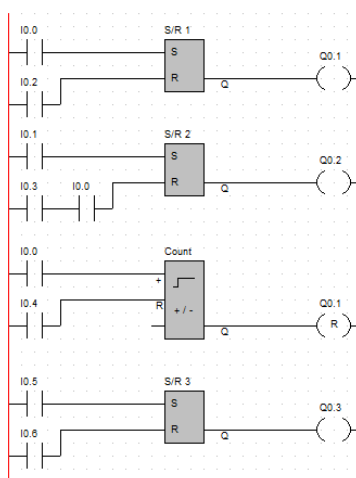 I0.0 S/R 1
S Q0.1
I0.2 R
Q
I0.1 S/R 2
S Q0.2
I0.3 I0.0 R
Q
I0.0 Count
+
I0.4 R + / - Q0.1
Q R
I0.5 S/R 3
S Q0.3
I0.6 R
Q